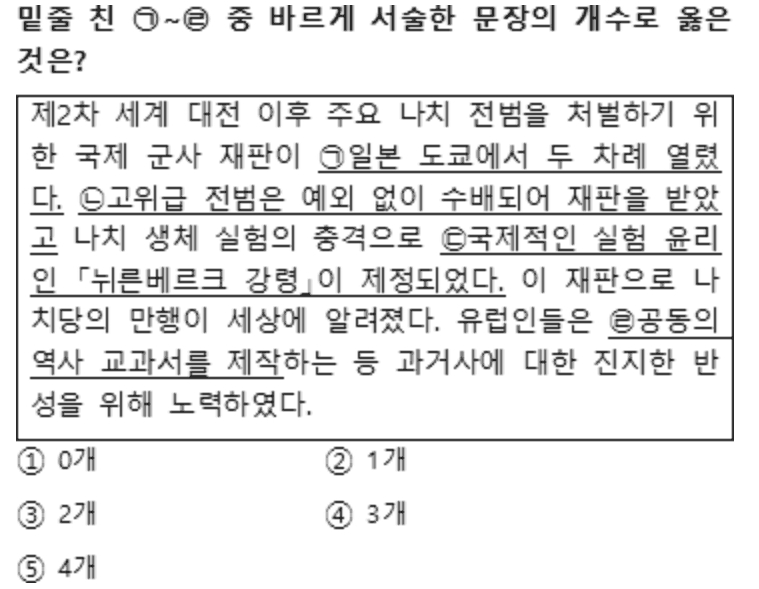 밑줄 친 ㉠~㉣ 중 바르게 서술한 문장의 개수로 옳은
것은?
제2차 세계 대전 이후 주요 나치 전범을 처벌하기 위
한 국제 군사 재판이 ㉠일본 도쿄에서 두 차례 열렸
다. ㉡고위급 전범은 예외 없이 수배되어 재판을 받았
고 나치 생체 실험의 충격으로 ㉢국제적인 실험 윤리
인 「뉘른베르크 강령」이 제정되었다. 이 재판으로 나
치당의 만행이 세상에 알려졌다. 유럽인들은 ㉣공동의
역사 교과서를 제작하는 등 과거사에 대한 진지한 반
성을 위해 노력하였다.
① 0개 ② 1개
③ 2개 ④ 3개
⑤ 4개